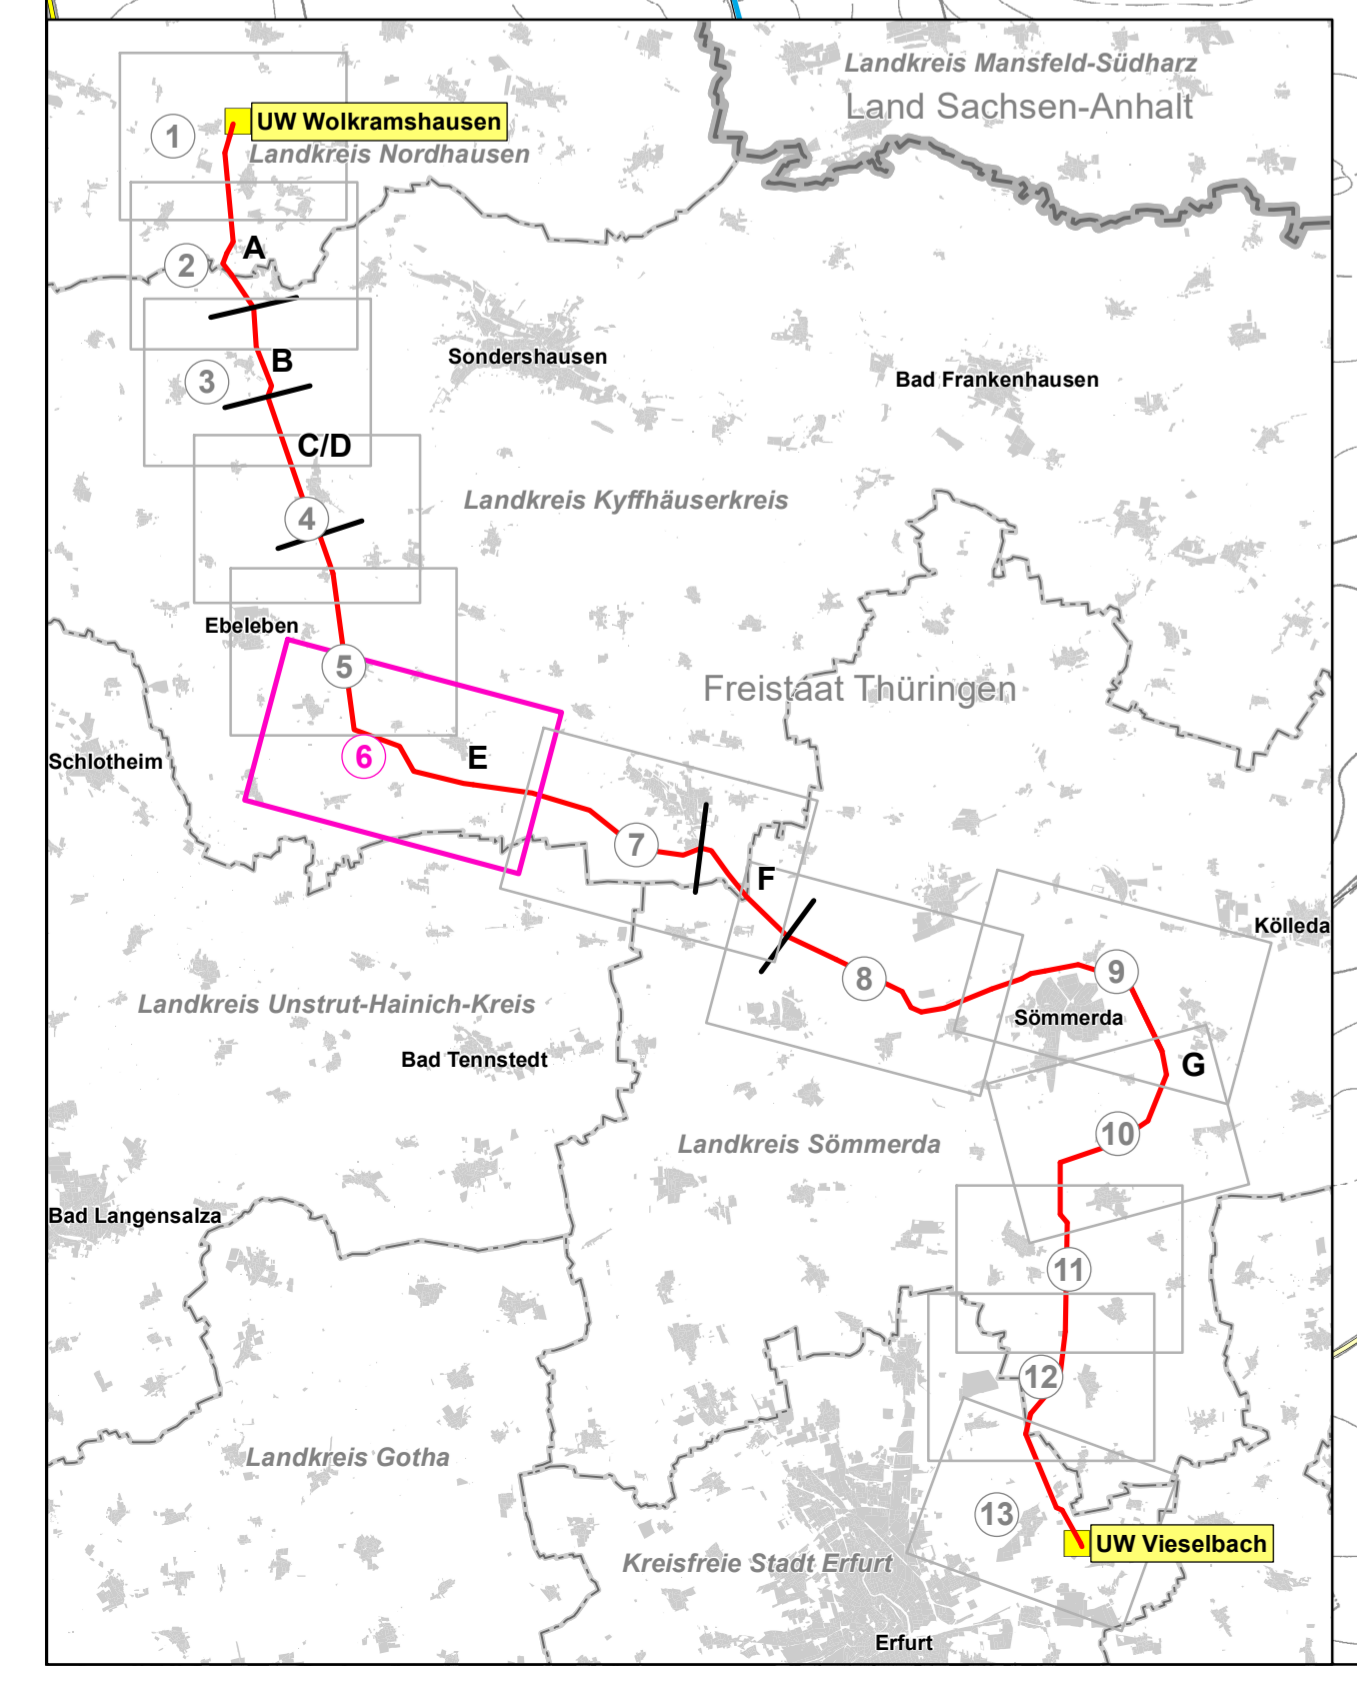 Landkreis Mansfeld-Südharz
Land Sachsen-Anhalt
UW Wolkramshausen
1
Landkreis Nordhausen
A
2
B
Sondershausen
3
Bad Frankenhausen
C/D
Landkreis Kyffhäuserkreis
4
Ebeleben
5
Freistaat Thüringen
Schlotheim
6
E
7
F
Kölleda
8
9
Landkreis Unstrut-Hainich-Kreis
Sömmerda
Bad Tennstedt
G
10
Landkreis Sömmerda
Bad Langensalza
11
12
Landkreis Gotha
13
UW Vieselbach
Kreisfreie Stadt Erfurt
Erfurt